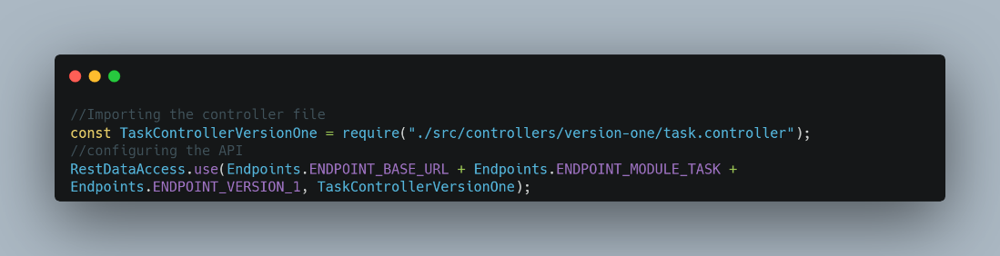 //Importing the controller file
const TaskControllerVersionOne = require("./src/controllers/version-one/task.controller");
//configuring the API
RestDataAccess.use(Endpoints.ENDPOINT_BASE_URL + Endpoints.ENDPOINT_MODULE_TASK +
Endpoints.ENDPOINT_VERSION_1, TaskControllerVersionOne);